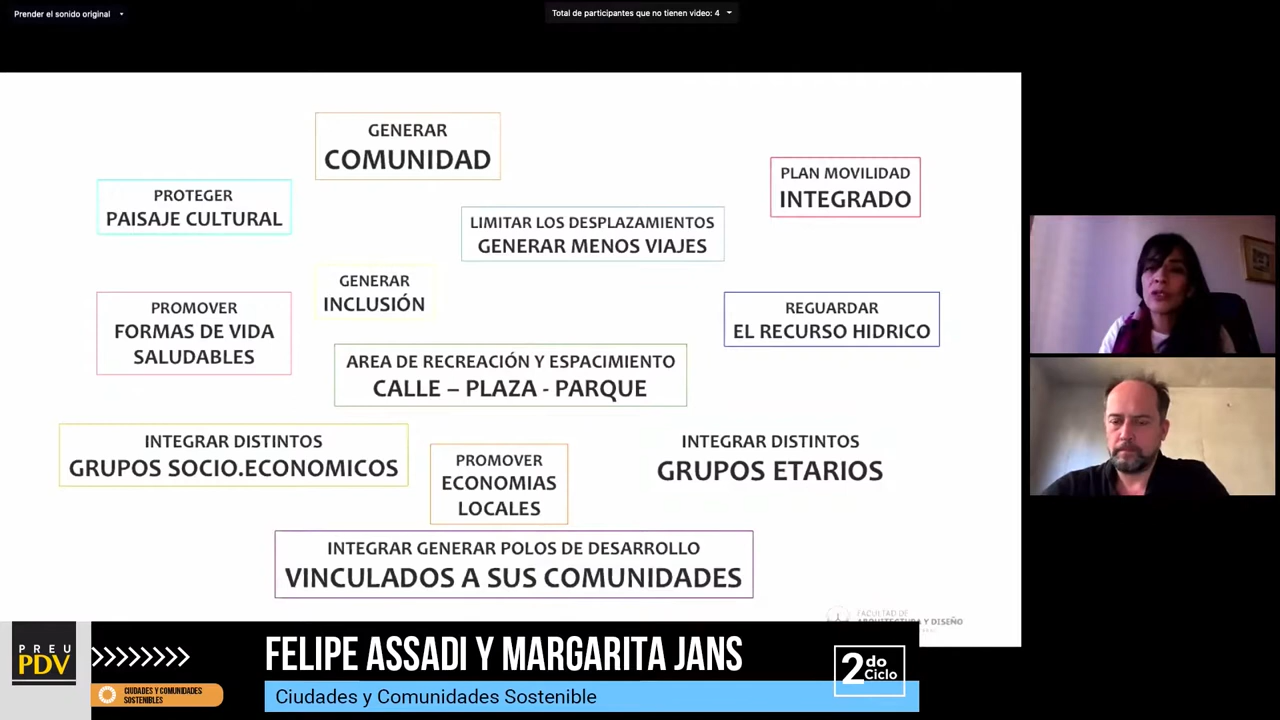 Prender el sonido original
Total de participantes que no tienen video: 4
GENERAR
COMUNIDAD
PLAN MOVILIDAD
INTEGRADO
PROTEGER
PAISAJE CULTURAL
LIMITAR LOS DESPLAZAMIENTOS
GENERAR MENOS VIAJES
GENERAR
INCLUSIÓN
PROMOVER
FORMAS DE VIDA
SALUDABLES
REGUARDAR
EL RECURSO HIDRICO
AREA DE RECREACIÓN Y ESPACIMIENTO
CALLE – PLAZA - PARQUE
INTEGRAR DISTINTOS
GRUPOS SOCIO.ECONOMICOS
PROMOVER
ECONOMIAS
LOCALES
INTEGRAR DISTINTOS
GRUPOS ETARIOS
INTEGRAR GENERAR POLOS DE DESARROLLO
VINCULADOS A SUS COMUNIDADES
FACULTAD DE
ARQUITECTURA Y DISEÑO
PREU
PDV
CIUDADES Y COMUNIDADES
SOSTENIBLES
FELIPE ASSADI Y MARGARITA JANS
Ciudades y Comunidades Sostenible
2do
Ciclo